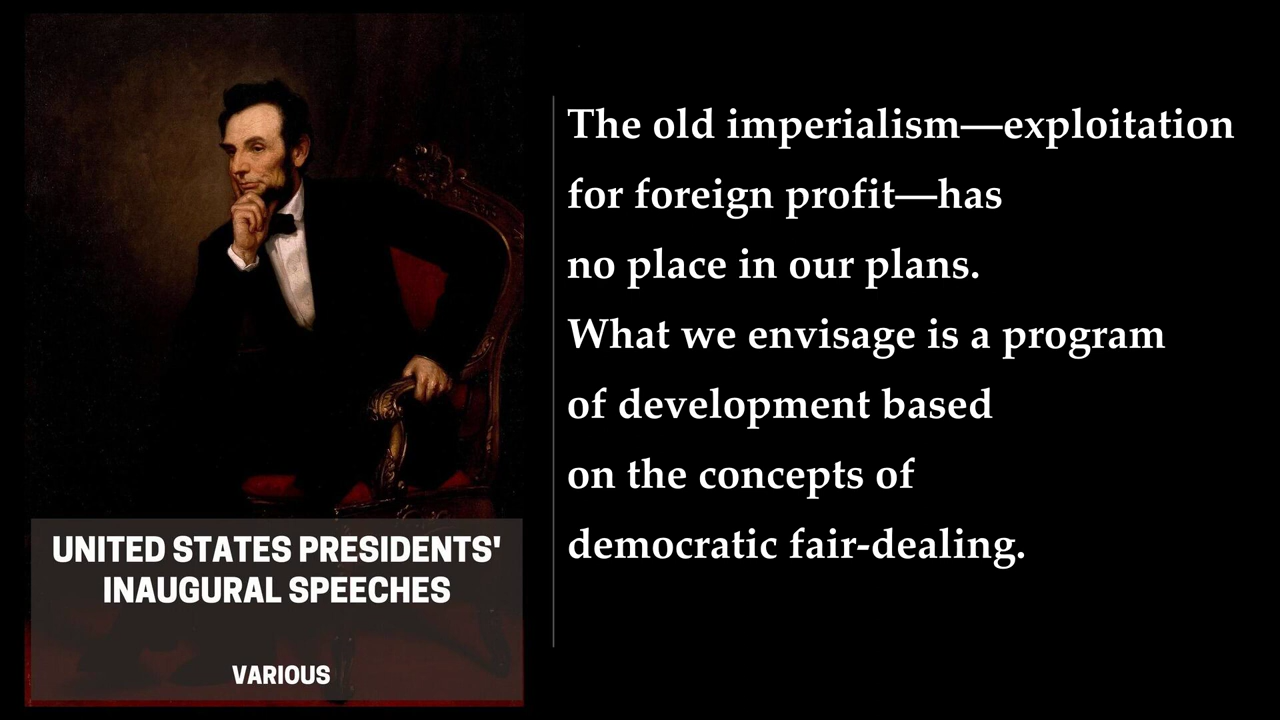 UNITED STATES PRESIDENTS'
INAUGURAL SPEECHES
VARIOUS
The old imperialism—exploitation
for foreign profit—has
no place in our plans.
What we envisage is a program
of development based
on the concepts of
democratic fair-dealing.